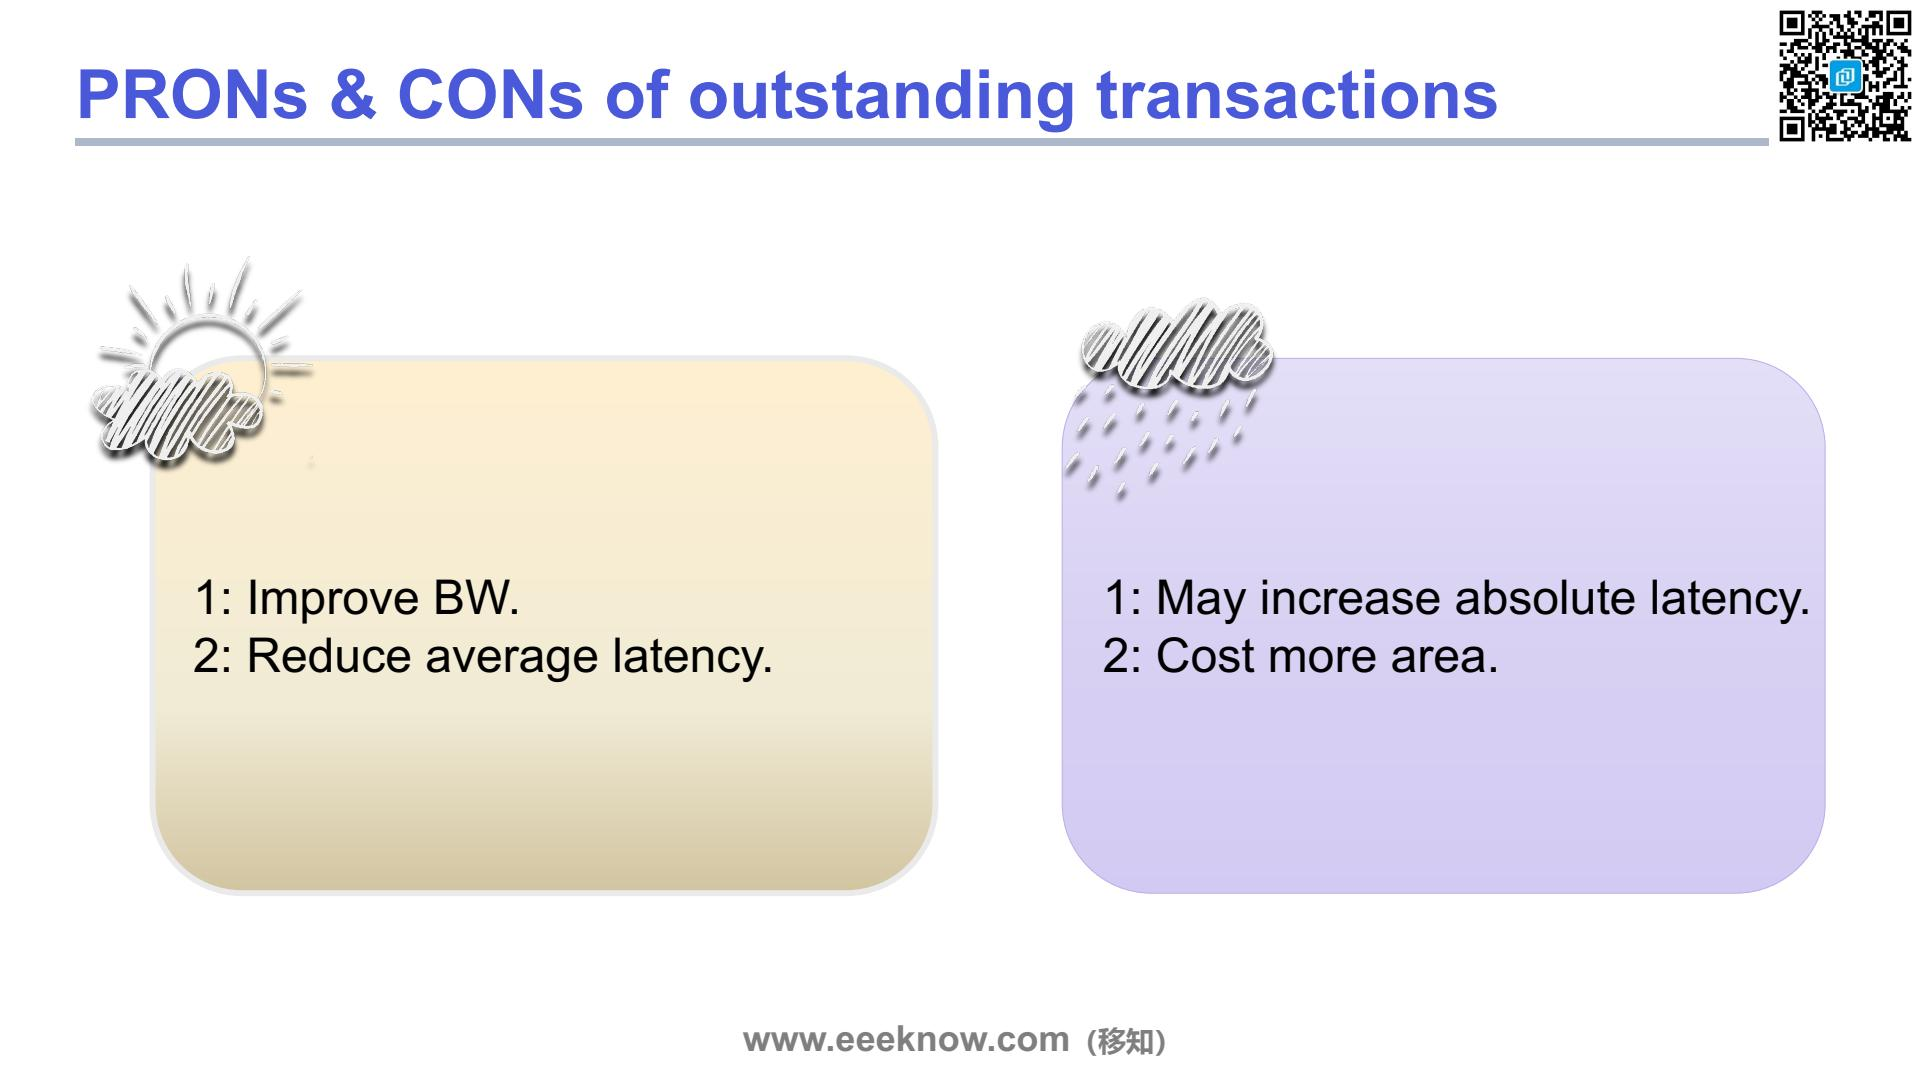 PRONs & CONs of outstanding transactions
1: Improve BW.
2: Reduce average latency.
1: May increase absolute latency.
2: Cost more area.
www.eeeknow.com (移知)